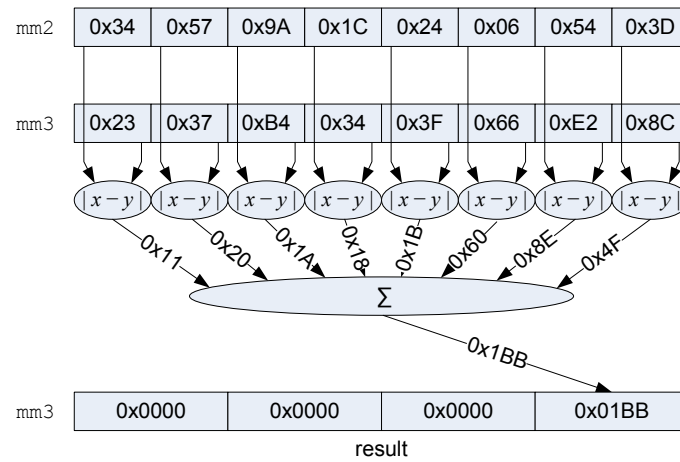 mm2 0x34 0x57 0x9A 0x1C 0x24 0x06 0x54 0x3D
mm3 0x23 0x37 0xB4 0x34 0x3F 0x66 0xE2 0x8C
|x−y| |x−y| |x−y| |x−y| |x−y| |x−y| |x−y| |x−y|
0x11 0x20 0x1A 0x18 0x1B 0x60 0x8E 0x4F
Σ
0x1BB
mm3 0x0000 0x0000 0x0000 0x01BB
result